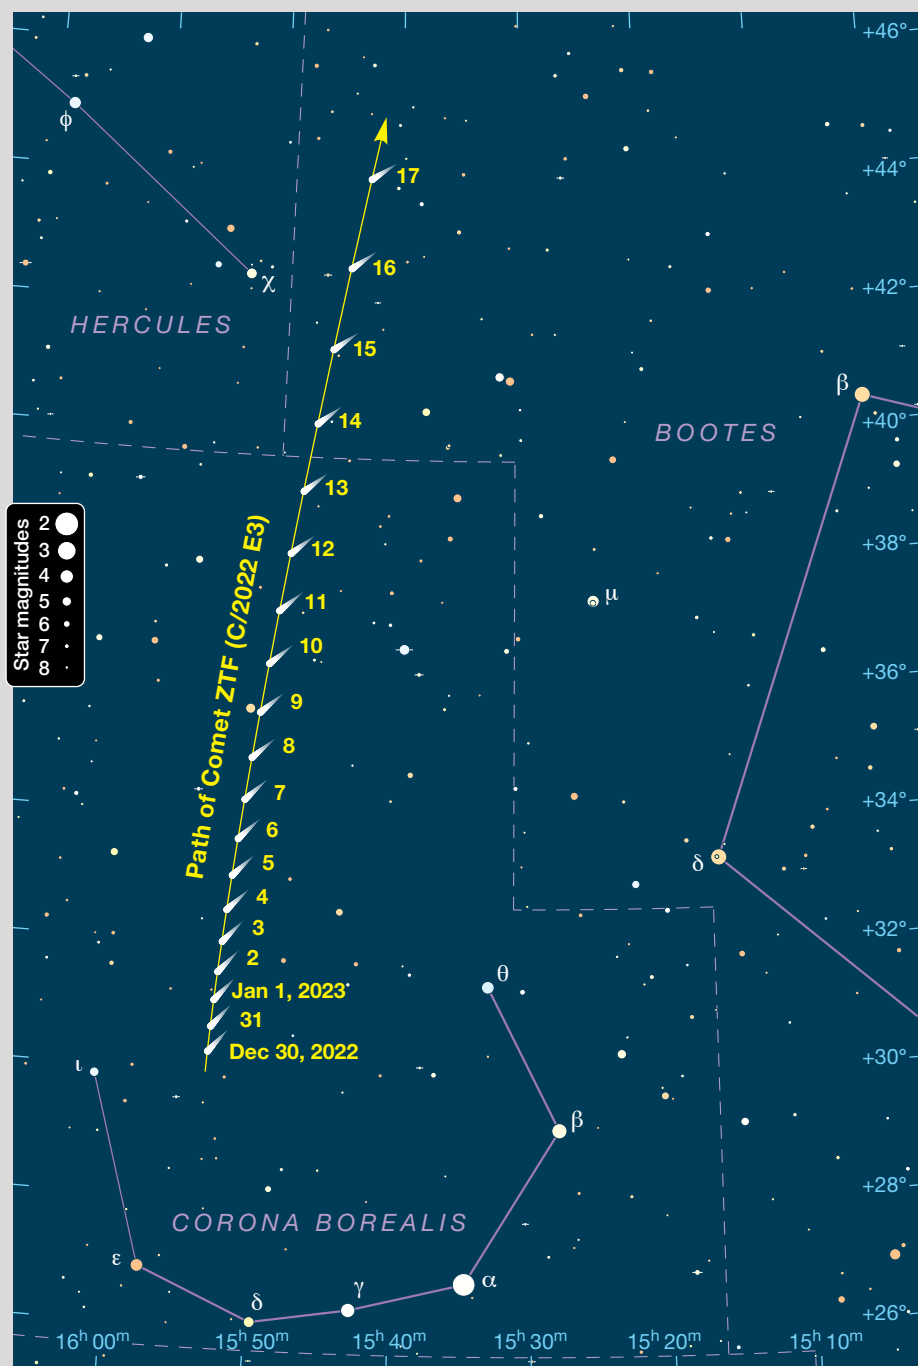 +46°
φ
+44°
17
16
χ
+42°
HERCULES
15
β
14
+40°
BOOTES
13
Star magnitudes
2
3
4
5
6
7
8
Path of Comet ZTF (C/2022 E3)
12
+38°
11
μ
10
+36°
9
8
7
+34°
6
5
δ
4
3
+32°
2
θ
Jan 1, 2023
31
Dec 30, 2022
+30°
ι
β
+28°
CORONA BOREALIS
ε
α
γ
δ
+26°
16h 00m
15h 50m
15h 40m
15h 30m
15h 20m
15h 10m